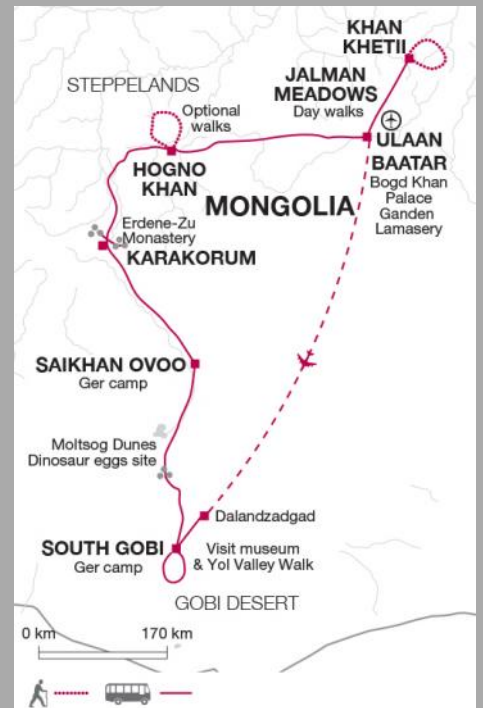 KHAN
KHETII
STEPPELANDS
JALMAN
MEADOWS
Day walks
Optional
walks
ULAAN
BAATAR
HOGNO
KHAN
Bogd Khan
Palace
Ganden
Lamasery
MONGOLIA
Erdene-Zu
Monastery
KARAKORUM
SAIKHAN OVOO
Ger camp
Moltsog Dunes
Dinosaur eggs site
Dalandzadgad
SOUTH GOBI
Ger camp
Visit museum
& Yol Valley Walk
GOBI DESERT
0 km 170 km